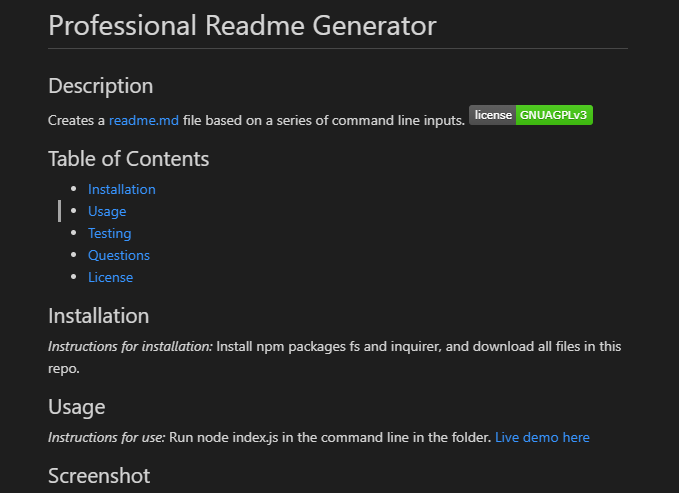 Professional Readme Generator
Description
Creates a readme.md file based on a series of command line inputs. license GNUAGPLv3
Table of Contents
Installation
Usage
Testing
Questions
License
Installation
Instructions for installation: Install npm packages fs and inquirer, and download all files in this
repo.
Usage
Instructions for use: Run node index.js in the command line in the folder. Live demo here
Screenshot